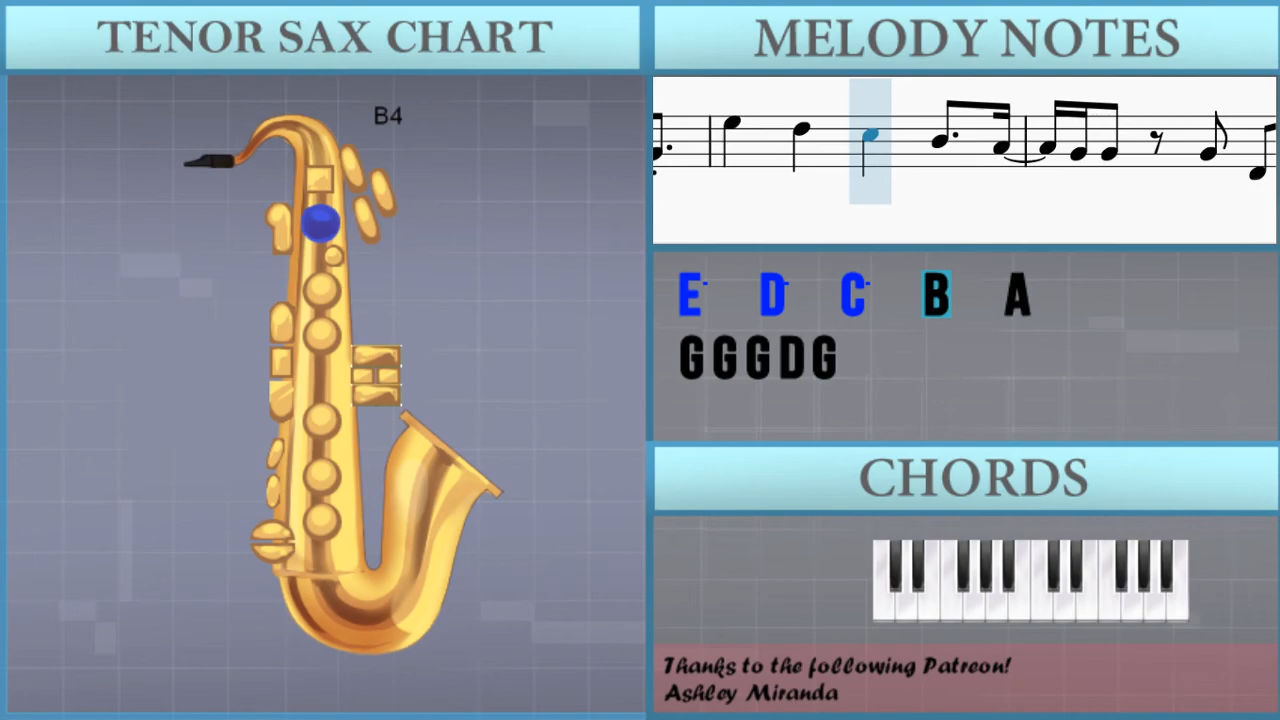 TENOR SAX CHART
B4
MELODY NOTES
E· D· C· B A
GGGDG
CHORDS
Thanks to the following Patreon!
Ashley Miranda